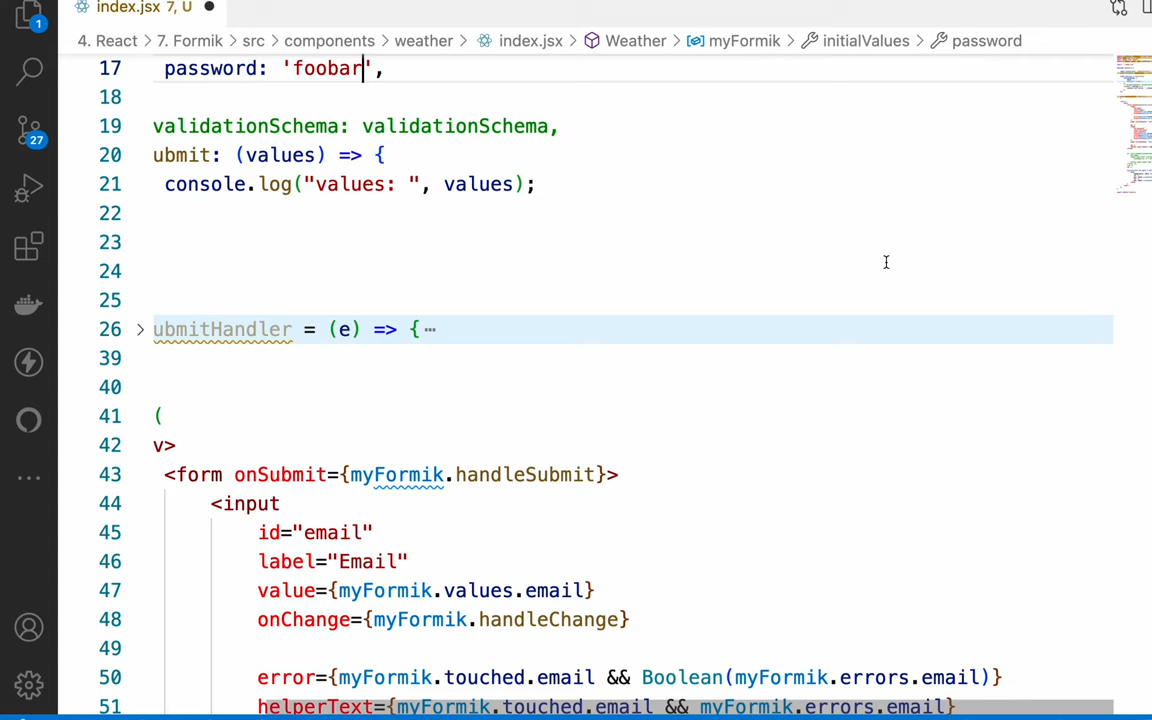 index.jsx 7, U
1
4. React > 7. Formik > src > components > weather > index.jsx > Weather > myFormik > initialValues > password
17 password: 'foobar',
18
19 validationSchema: validationSchema,
27
20 ubmit: (values) => {
21 console.log("values: ", values);
22
23
24
25
26 ubmitHandler = (e) => { ⋯
39
40
41 (
42 v>
43 <form onSubmit={myFormik.handleSubmit}>
44 <input
45 id="email"
46 label="Email"
47 value={myFormik.values.email}
48 onChange={myFormik.handleChange}
49
50 error={myFormik.touched.email && Boolean(myFormik.errors.email)}
51 helperText={myFormik.touched.email && myFormik.errors.email}